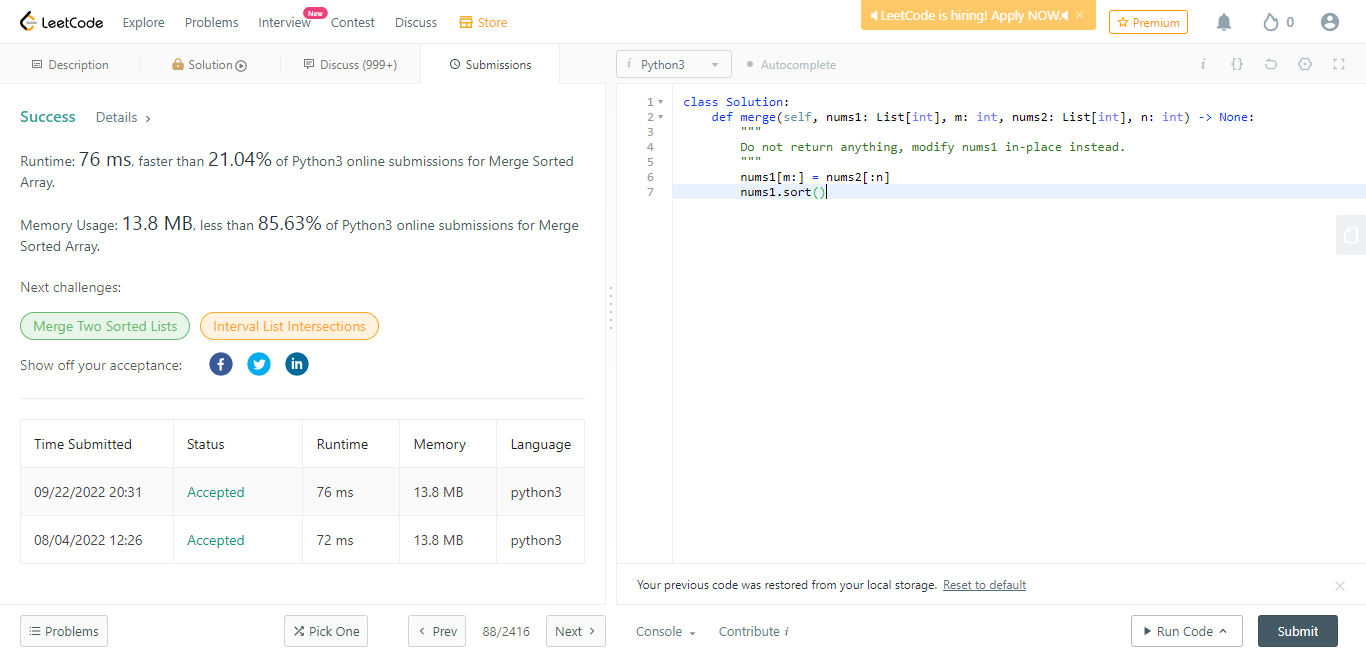 LeetCode Explore Problems Interview New Contest Discuss Store LeetCode is hiring! Apply NOW. × Premium 0
Description Solution Discuss (999+) Submissions
i Python3 Autocomplete i {}
Success Details >
Runtime: 76 ms, faster than 21.04% of Python3 online submissions for Merge Sorted
Array.
Memory Usage: 13.8 MB, less than 85.63% of Python3 online submissions for Merge
Sorted Array.
Next challenges:
Merge Two Sorted Lists Interval List Intersections
Show off your acceptance: f in
Time Submitted Status Runtime Memory Language
09/22/2022 20:31 Accepted 76 ms 13.8 MB python3
08/04/2022 12:26 Accepted 72 ms 13.8 MB python3
1 class Solution:
2 def merge(self, nums1: List[int], m: int, nums2: List[int], n: int) -> None:
3 """
4 Do not return anything, modify nums1 in-place instead.
5 """
6 nums1[m:] = nums2[:n]
7 nums1.sort()
Your previous code was restored from your local storage. Reset to default ×
Problems Pick One < Prev 88/2416 Next > Console Contribute i Run Code Submit